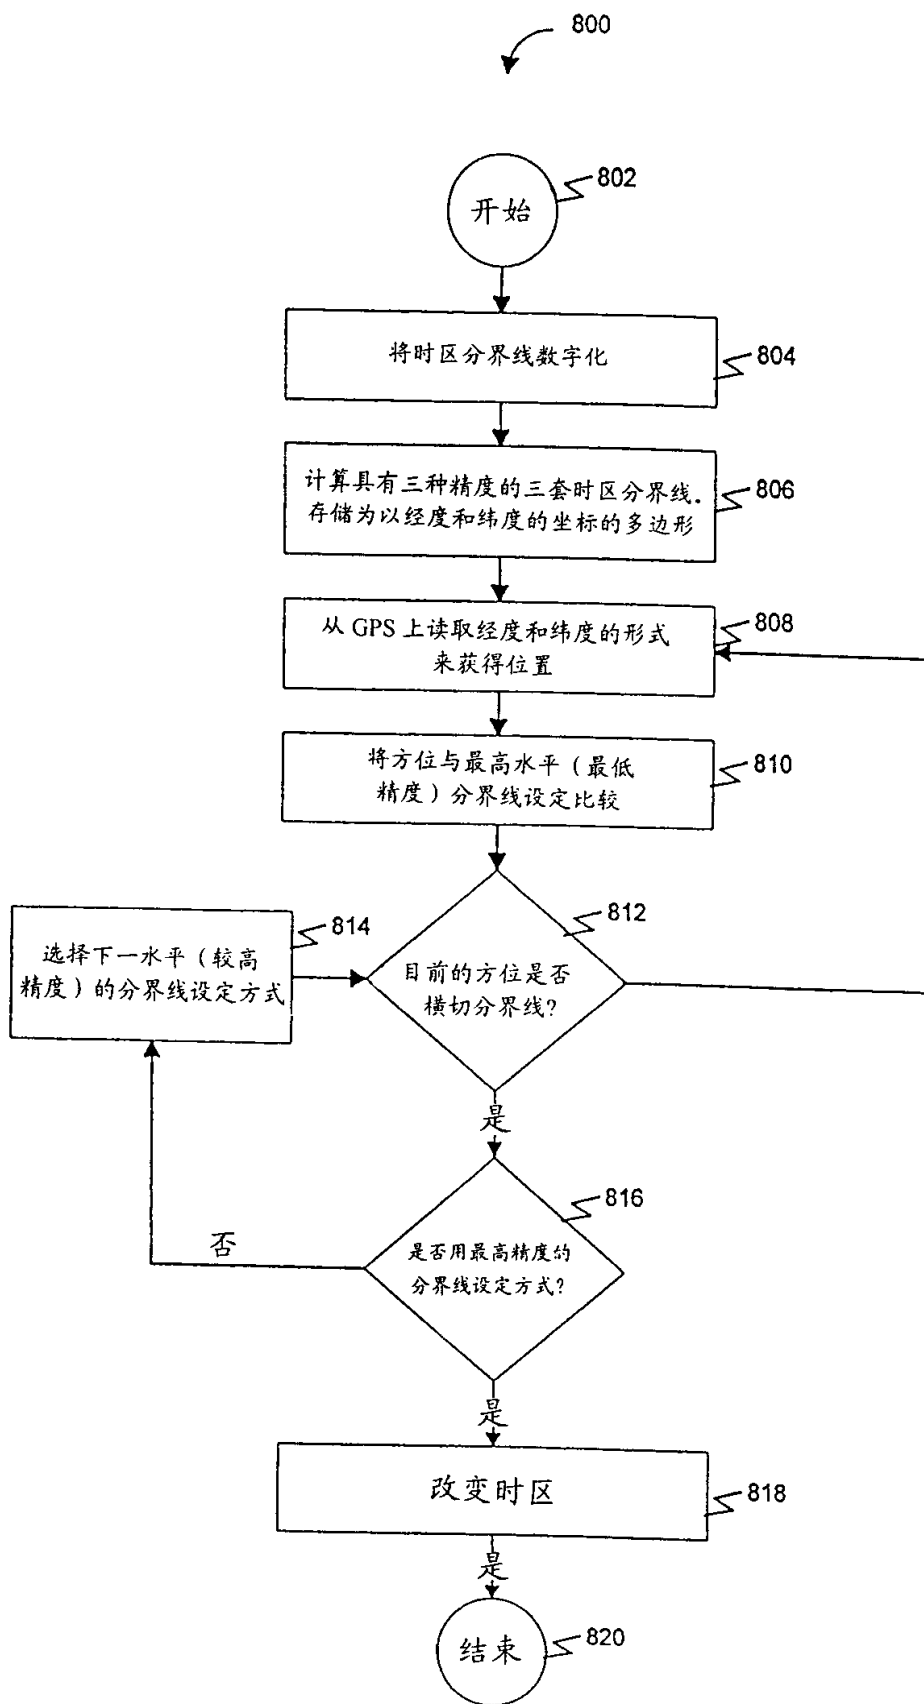 800
802
开始
将时区分界线数字化
804
计算具有三种精度的三套时区分界线.
存储为以经度和纬度的坐标的多边形
806
从 GPS 上读取经度和纬度的形式
来获得位置
808
将方位与最高水平（最低
精度）分界线设定比较
810
812
814
选择下一水平（较高
精度）的分界线设定方式
目前的方位是否
横切分界线?
是
816
否
是否用最高精度的
分界线设定方式?
是
改变时区
818
是
结束
820